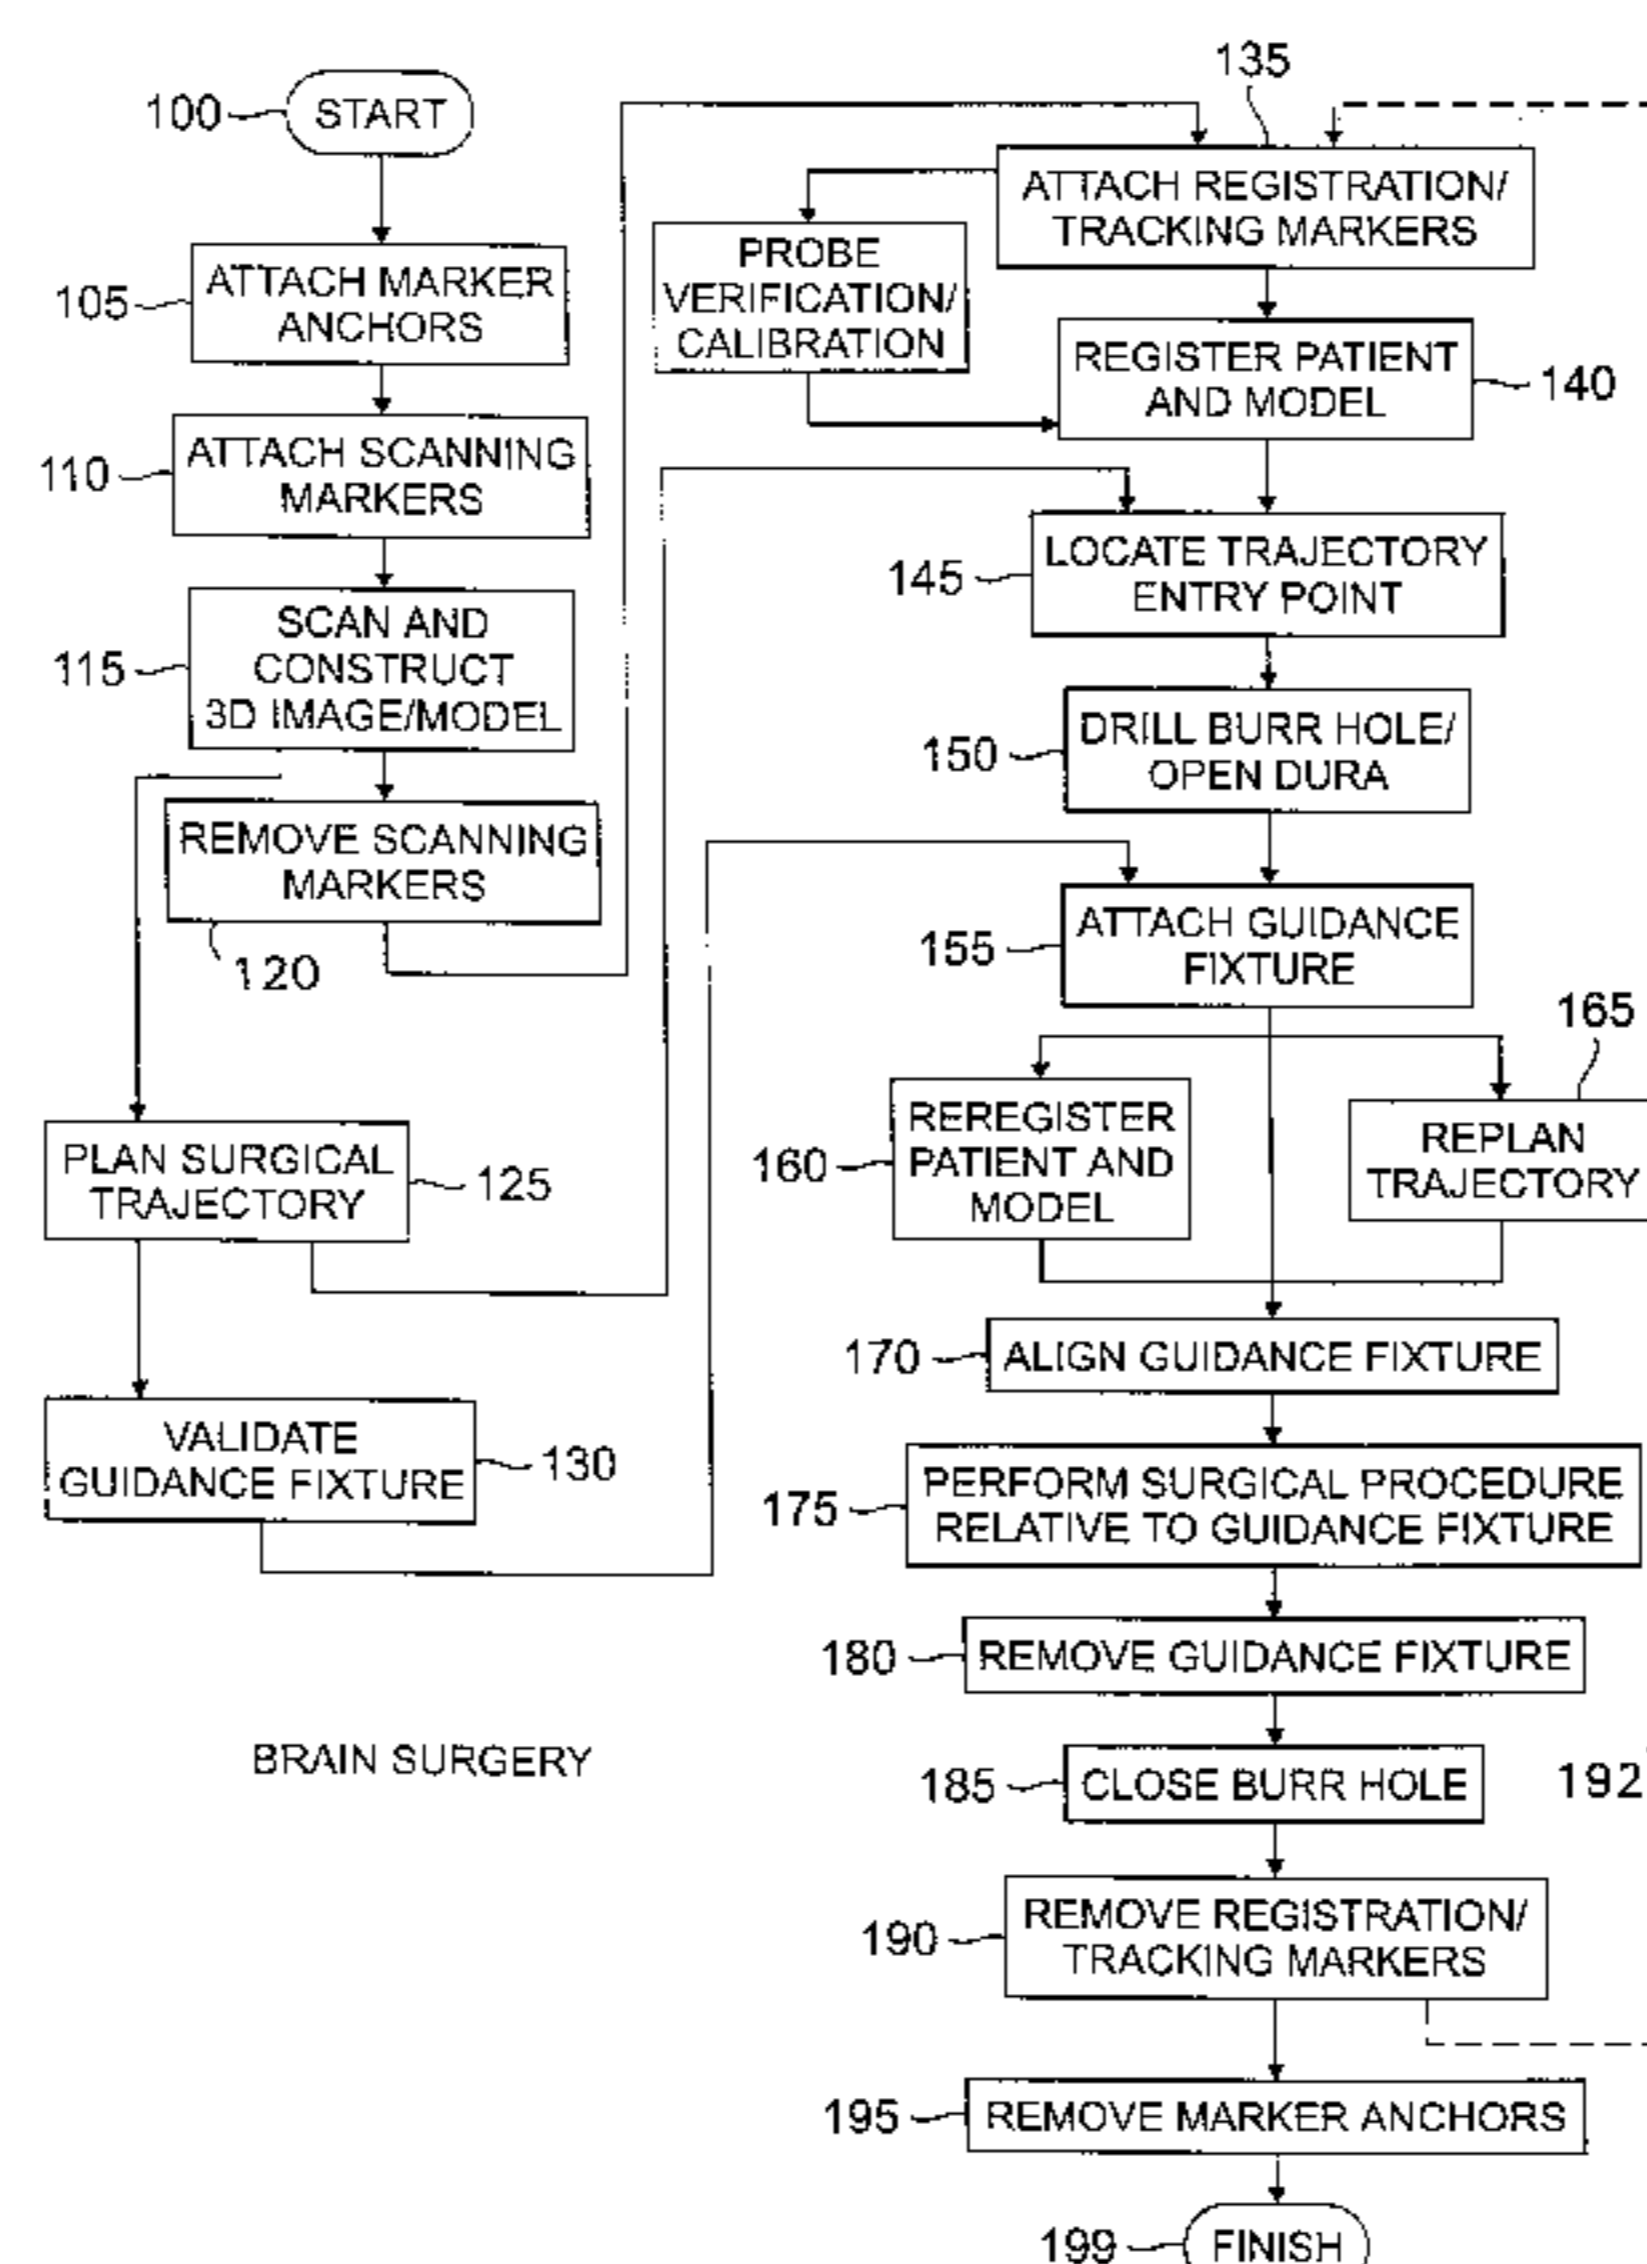 100
START
105
ATTACH MARKER
ANCHORS
110
ATTACH SCANNING
MARKERS
115
SCAN AND
CONSTRUCT
3D IMAGE/MODEL
REMOVE SCANNING
MARKERS
120
PLAN SURGICAL
TRAJECTORY
125
VALIDATE
GUIDANCE FIXTURE
130
BRAIN SURGERY
135
ATTACH REGISTRATION/
TRACKING MARKERS
PROBE
VERIFICATION/
CALIBRATION
REGISTER PATIENT
AND MODEL
140
145
LOCATE TRAJECTORY
ENTRY POINT
150
DRILL BURR HOLE/
OPEN DURA
155
ATTACH GUIDANCE
FIXTURE
160
REREGISTER
PATIENT AND
MODEL
165
REPLAN
TRAJECTORY
170
ALIGN GUIDANCE FIXTURE
175
PERFORM SURGICAL PROCEDURE
RELATIVE TO GUIDANCE FIXTURE
180
REMOVE GUIDANCE FIXTURE
185
CLOSE BURR HOLE
192
190
REMOVE REGISTRATION/
TRACKING MARKERS
195
REMOVE MARKER ANCHORS
199
FINISH